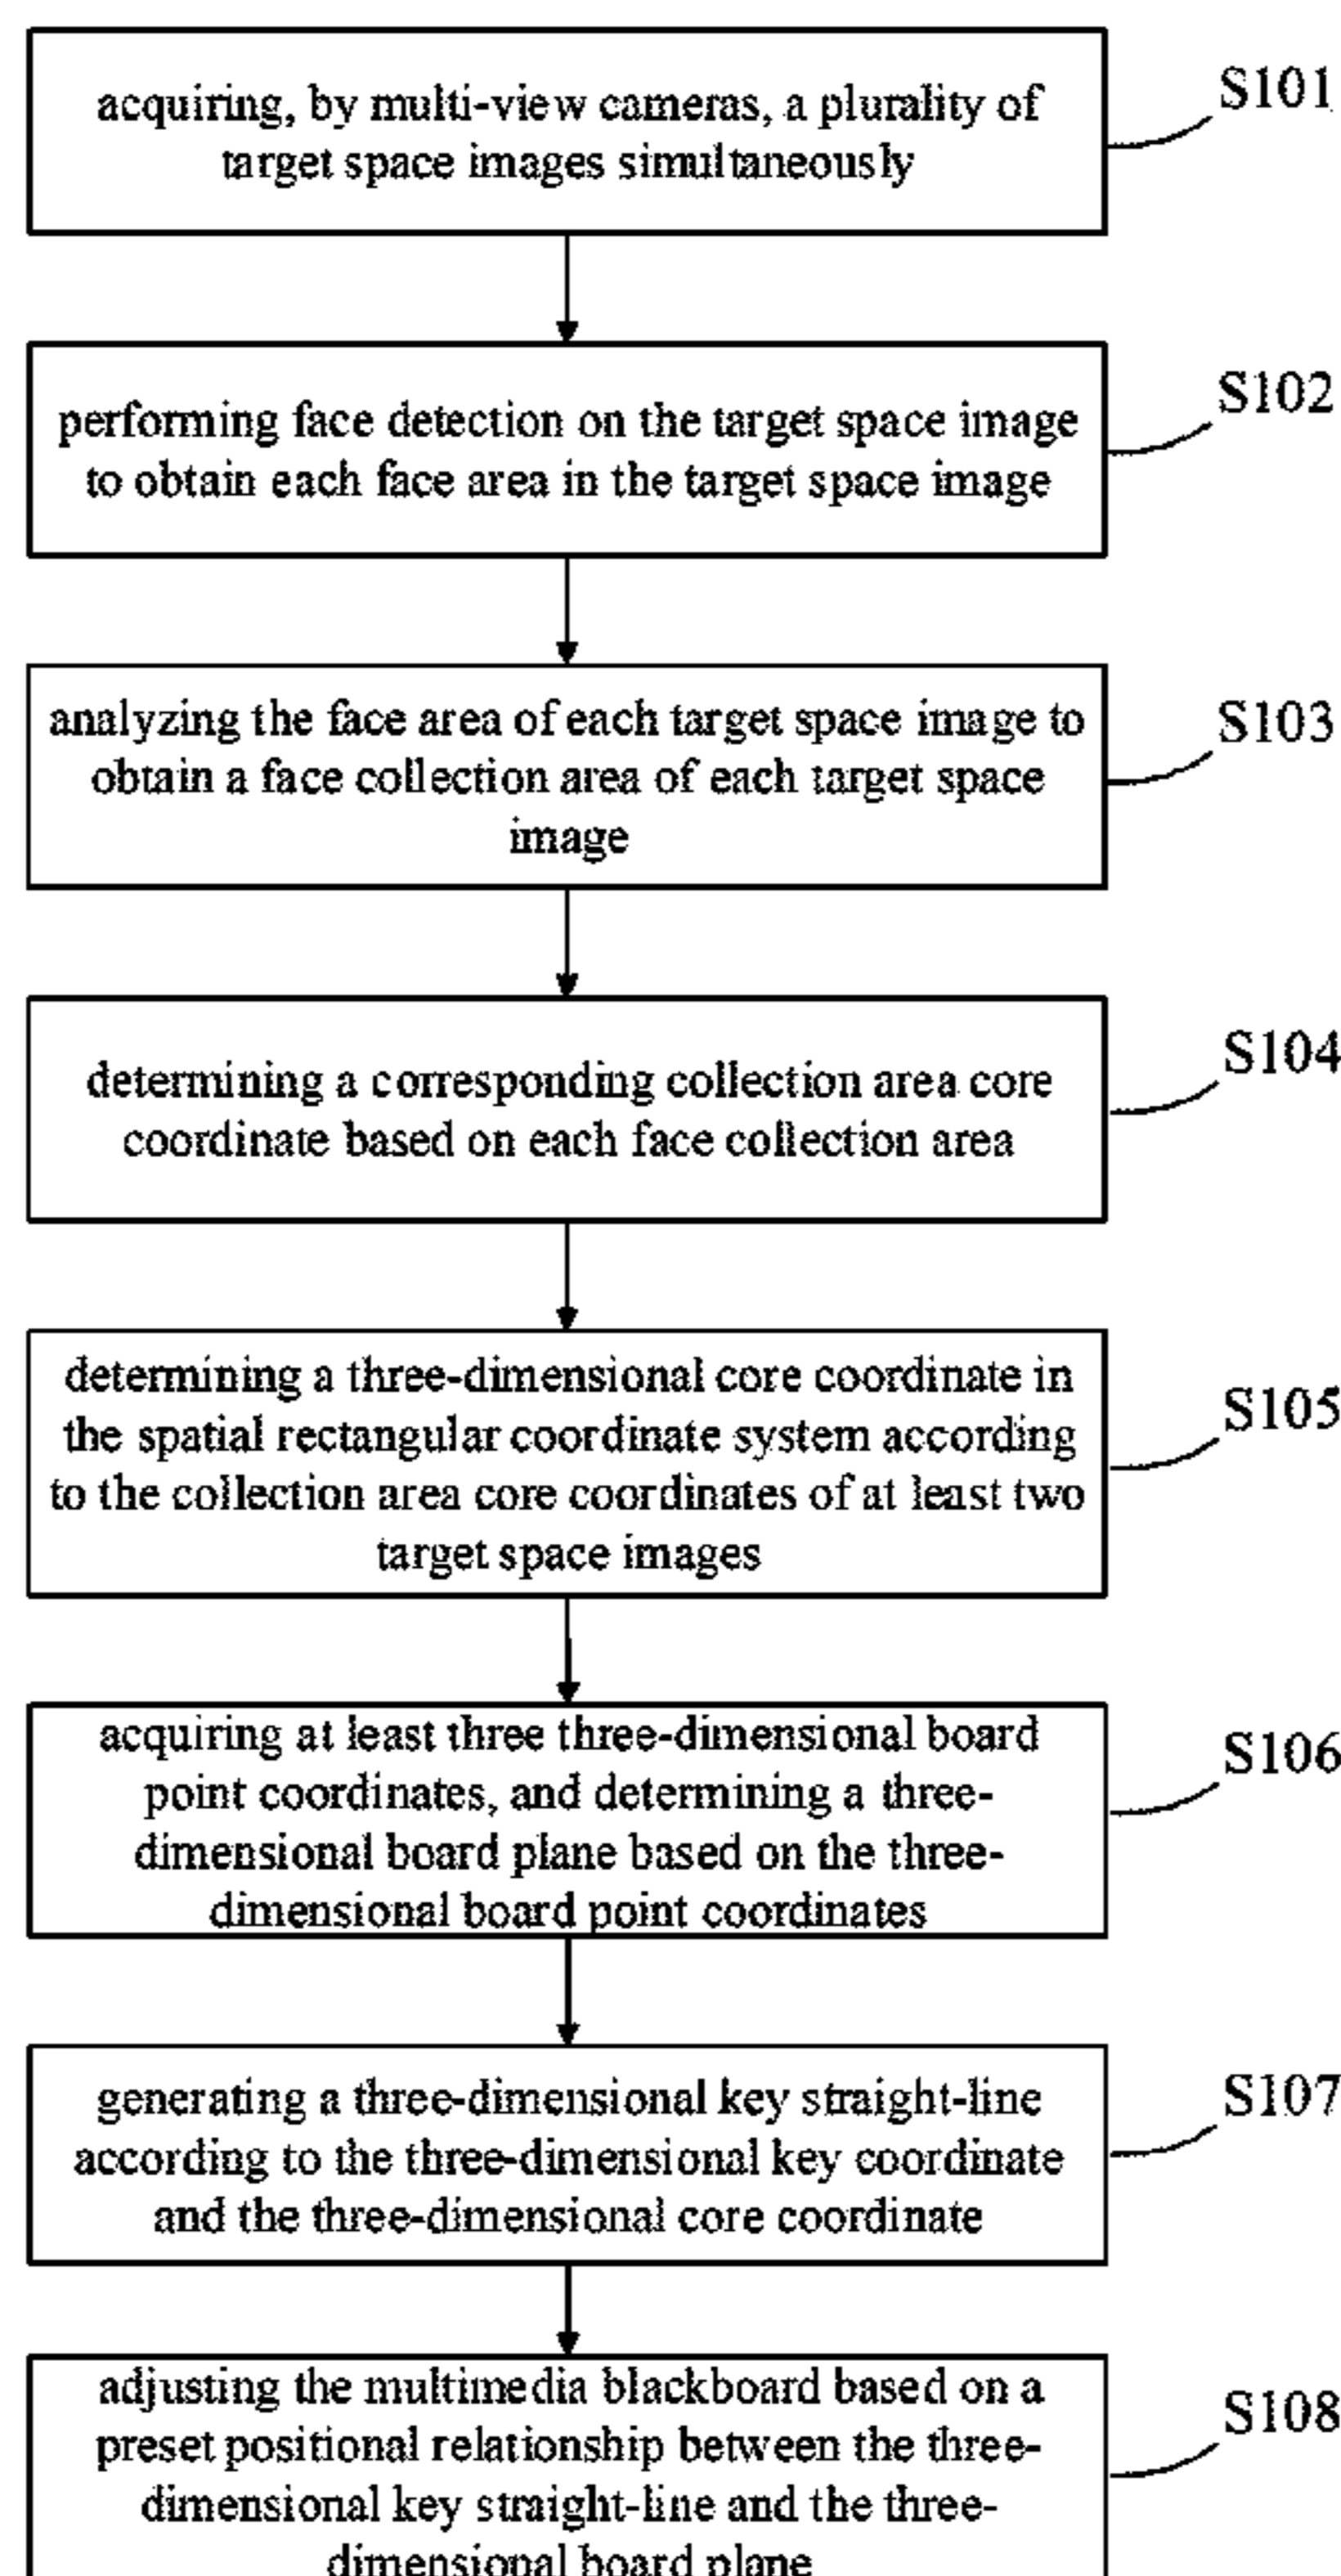 acquiring, by multi-view cameras, a plurality of
target space images simultaneously
S101
performing face detection on the target space image
to obtain each face area in the target space image
S102
analyzing the face area of each target space image to
obtain a face collection area of each target space
image
S103
determining a corresponding collection area core
coordinate based on each face collection area
S104
determining a three-dimensional core coordinate in
the spatial rectangular coordinate system according
to the collection area core coordinates of at least two
target space images
S105
acquiring at least three three-dimensional board
point coordinates, and determining a three-
dimensional board plane based on the three-
dimensional board point coordinates
S106
generating a three-dimensional key straight-line
according to the three-dimensional key coordinate
and the three-dimensional core coordinate
S107
adjusting the multimedia blackboard based on a
preset positional relationship between the three-
dimensional key straight-line and the three-
dimensional board plane
S108